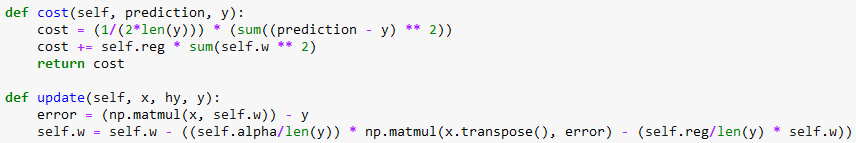 def cost(self, prediction, y):
    cost = (1/(2*len(y))) * (sum((prediction - y) ** 2))
    cost += self.reg * sum(self.w ** 2)
    return cost
def update(self, x, hy, y):
    error = (np.matmul(x, self.w)) - y
    self.w = self.w - ((self.alpha/len(y)) * np.matmul(x.transpose(), error) - (self.reg/len(y) * self.w))